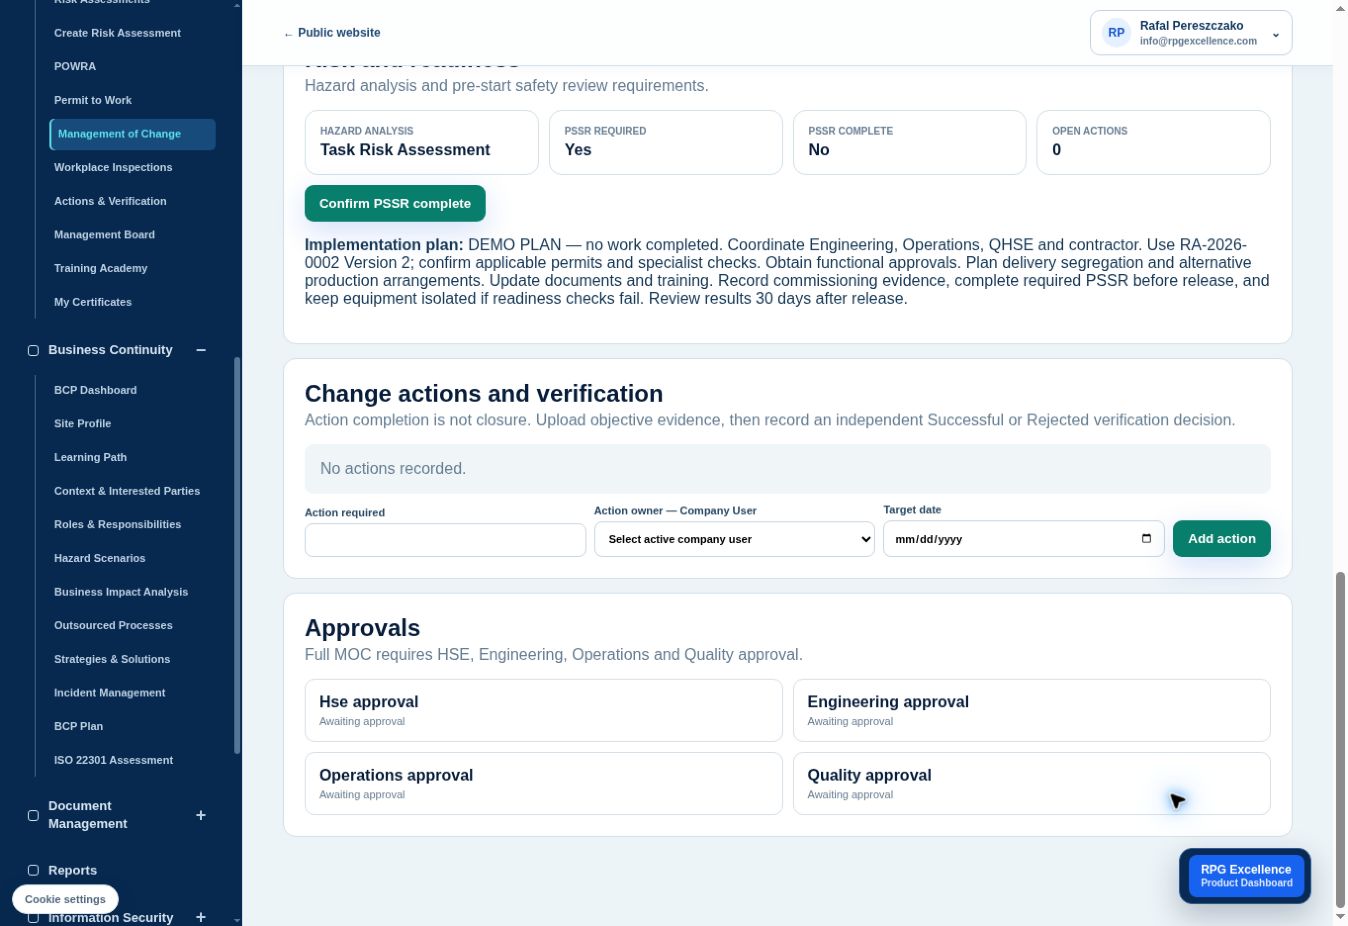 Risk Assessments
Create Risk Assessment
POWRA
Permit to Work
Management of Change
Workplace Inspections
Actions & Verification
Management Board
Training Academy
My Certificates
Business Continuity
BCP Dashboard
Site Profile
Learning Path
Context & Interested Parties
Roles & Responsibilities
Hazard Scenarios
Business Impact Analysis
Outsourced Processes
Strategies & Solutions
Incident Management
BCP Plan
ISO 22301 Assessment
Document
Management
Reports
Cookie settings
Information Security
← Public website
RP
Rafal Pereszczako
info@rpgexcellence.com
Risk and readiness
Hazard analysis and pre-start safety review requirements.
HAZARD ANALYSIS
Task Risk Assessment
PSSR REQUIRED
Yes
PSSR COMPLETE
No
OPEN ACTIONS
0
Confirm PSSR complete
Implementation plan: DEMO PLAN — no work completed. Coordinate Engineering, Operations, QHSE and contractor. Use RA-2026-
0002 Version 2; confirm applicable permits and specialist checks. Obtain functional approvals. Plan delivery segregation and alternative
production arrangements. Update documents and training. Record commissioning evidence, complete required PSSR before release, and
keep equipment isolated if readiness checks fail. Review results 30 days after release.
Change actions and verification
Action completion is not closure. Upload objective evidence, then record an independent Successful or Rejected verification decision.
No actions recorded.
Action required
Action owner — Company User
Select active company user
Target date
mm/dd/yyyy
Add action
Approvals
Full MOC requires HSE, Engineering, Operations and Quality approval.
Hse approval
Awaiting approval
Engineering approval
Awaiting approval
Operations approval
Awaiting approval
Quality approval
Awaiting approval
RPG Excellence
Product Dashboard